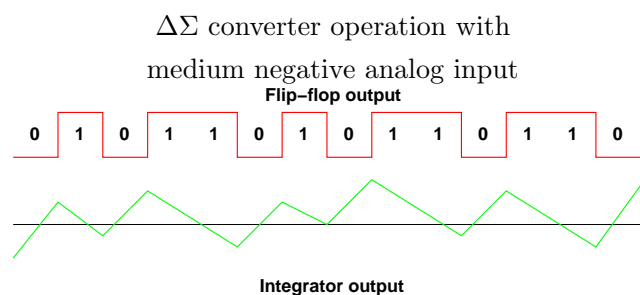 ΔΣ converter operation with
medium negative analog input
Flip−flop output
0 1 0 1 1 0 1 0 1 1 0 1 1 0
Integrator output